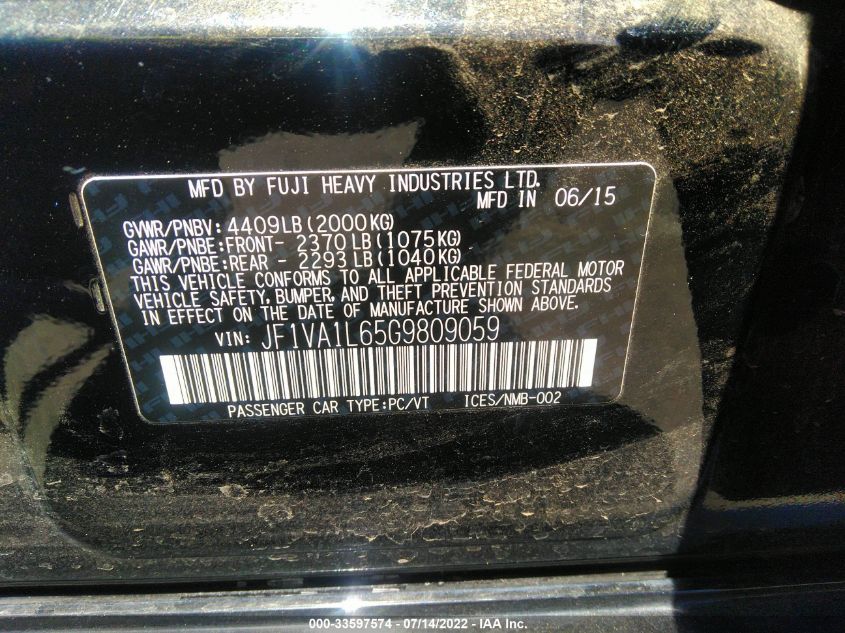 MFD BY FUJI HEAVY INDUSTRIES LTD.
MFD IN 06/15
GVWR/PNBV: 4409LB(2000KG)
GAWR/PNBE:FRONT- 2370LB(1075KG)
GAWR/PNBE:REAR - 2293LB(1040KG)
THIS VEHICLE CONFORMS TO ALL APPLICABLE FEDERAL MOTOR
VEHICLE SAFETY, BUMPER, AND THEFT PREVENTION STANDARDS
IN EFFECT ON THE DATE OF MANUFACTURE SHOWN ABOVE.
VIN: JF1VA1L65G9809059
PASSENGER CAR TYPE:PC/VT ICES/NMB-002
000-33597574 - 07/14/2022 - IAA Inc.